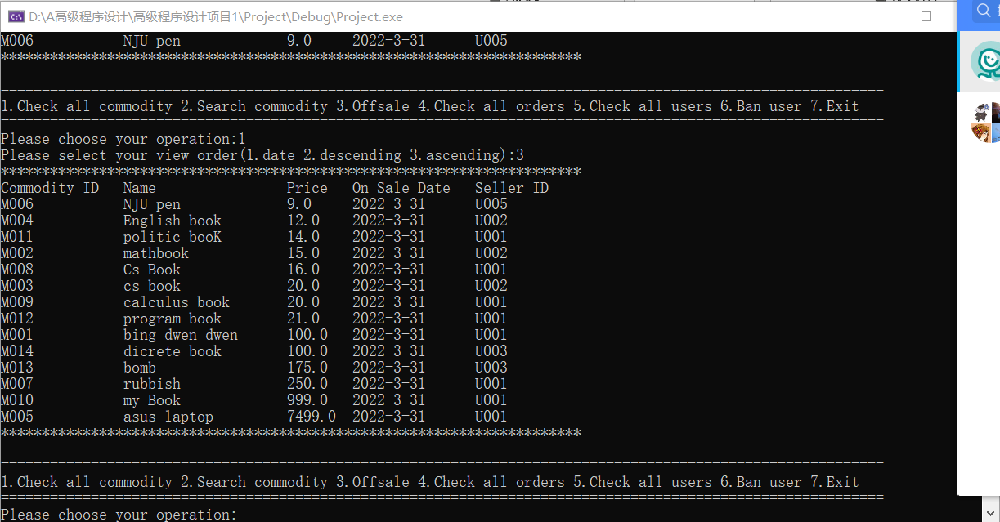 D:\A高级程序设计\高级程序设计项目1\Project\Debug\Project.exe
M006 NJU pen 9.0 2022-3-31 U005
***********************************************************************
============================================================================================================
1.Check all commodity 2.Search commodity 3.Offsale 4.Check all orders 5.Check all users 6.Ban user 7.Exit
============================================================================================================
Please choose your operation:1
Please select your view order(1.date 2.descending 3.ascending):3
***********************************************************************
Commodity ID Name Price On Sale Date Seller ID
M006 NJU pen 9.0 2022-3-31 U005
M004 English book 12.0 2022-3-31 U002
M011 politic booK 14.0 2022-3-31 U001
M002 mathbook 15.0 2022-3-31 U002
M008 Cs Book 16.0 2022-3-31 U001
M003 cs book 20.0 2022-3-31 U002
M009 calculus book 20.0 2022-3-31 U001
M012 program book 21.0 2022-3-31 U001
M001 bing dwen dwen 100.0 2022-3-31 U001
M014 dicrete book 100.0 2022-3-31 U003
M013 bomb 175.0 2022-3-31 U003
M007 rubbish 250.0 2022-3-31 U001
M010 my Book 999.0 2022-3-31 U001
M005 asus laptop 7499.0 2022-3-31 U001
***********************************************************************
============================================================================================================
1.Check all commodity 2.Search commodity 3.Offsale 4.Check all orders 5.Check all users 6.Ban user 7.Exit
============================================================================================================
Please choose your operation: